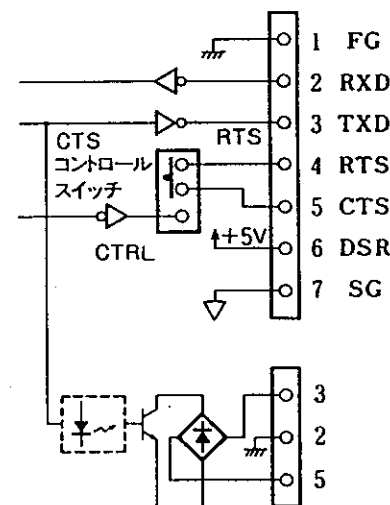 1 FG
2 RXD
3 TXD
RTS
CTS
コントロール
スイッチ
4 RTS
5 CTS
CTRL
+5V
6 DSR
7 SG
3
2
5